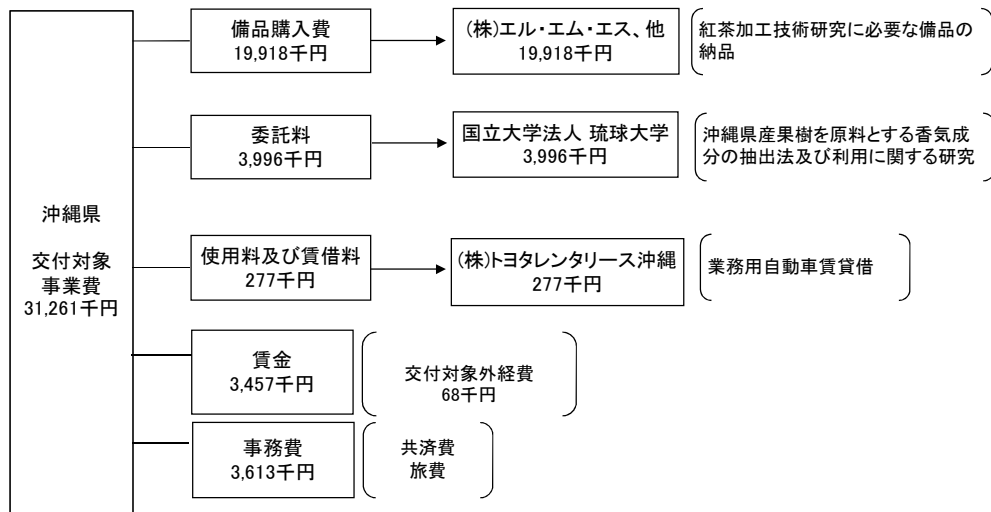 沖縄県
交付対象
事業費
31,261千円
備品購入費
19,918千円
(株)エル・エム・エス、他
19,918千円
紅茶加工技術研究に必要な備品の
納品
委託料
3,996千円
国立大学法人 琉球大学
3,996千円
沖縄県産果樹を原料とする香気成
分の抽出法及び利用に関する研究
使用料及び賃借料
277千円
(株)トヨタレンタリース沖縄
277千円
業務用自動車賃貸借
賃金
3,457千円
交付対象外経費
68千円
事務費
3,613千円
共済費
旅費